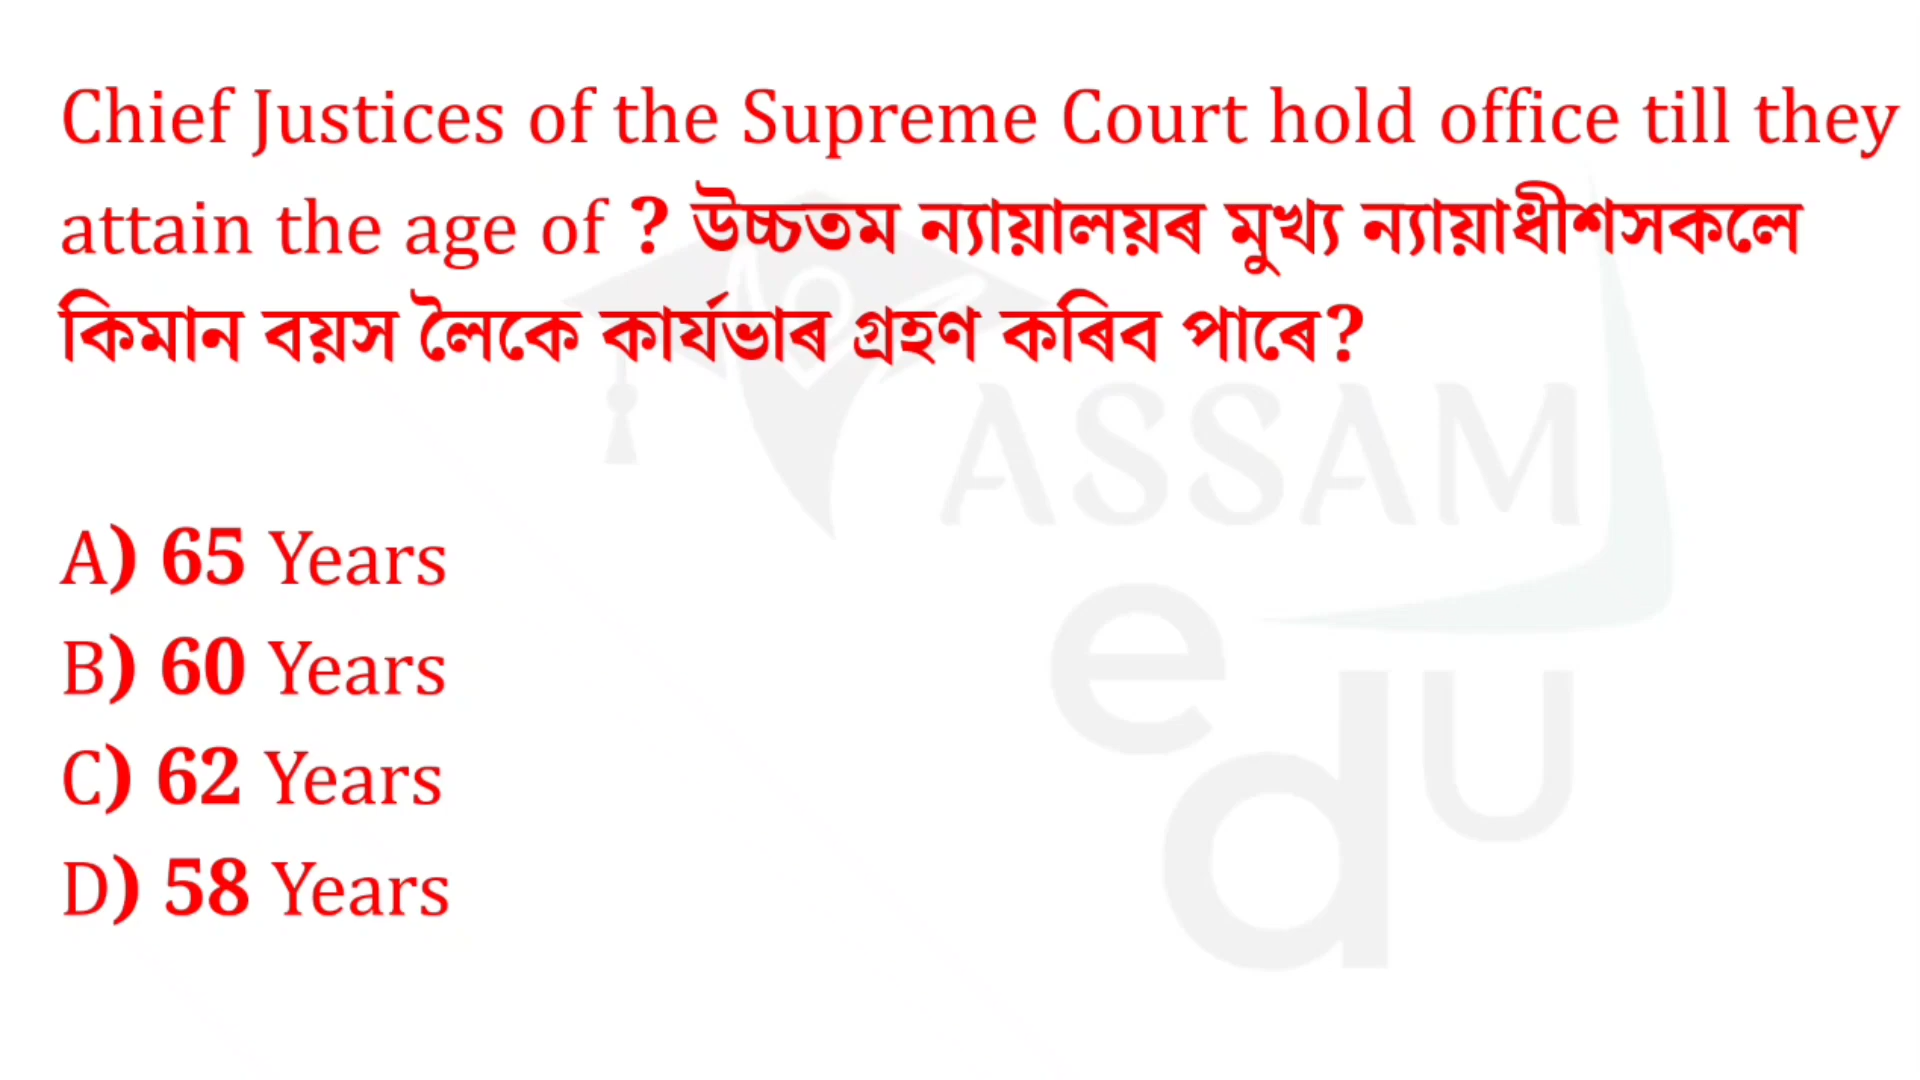 Chief Justices of the Supreme Court hold office till they
attain the age of ? উচ্চতম ন্যায়ালয়ৰ মুখ্য ন্যায়াধীশসকলে
কিমান বয়স লৈকে কাৰ্যভাৰ গ্ৰহণ কৰিব পাৰে?
ASSAM
edu
A) 65 Years
B) 60 Years
C) 62 Years
D) 58 Years